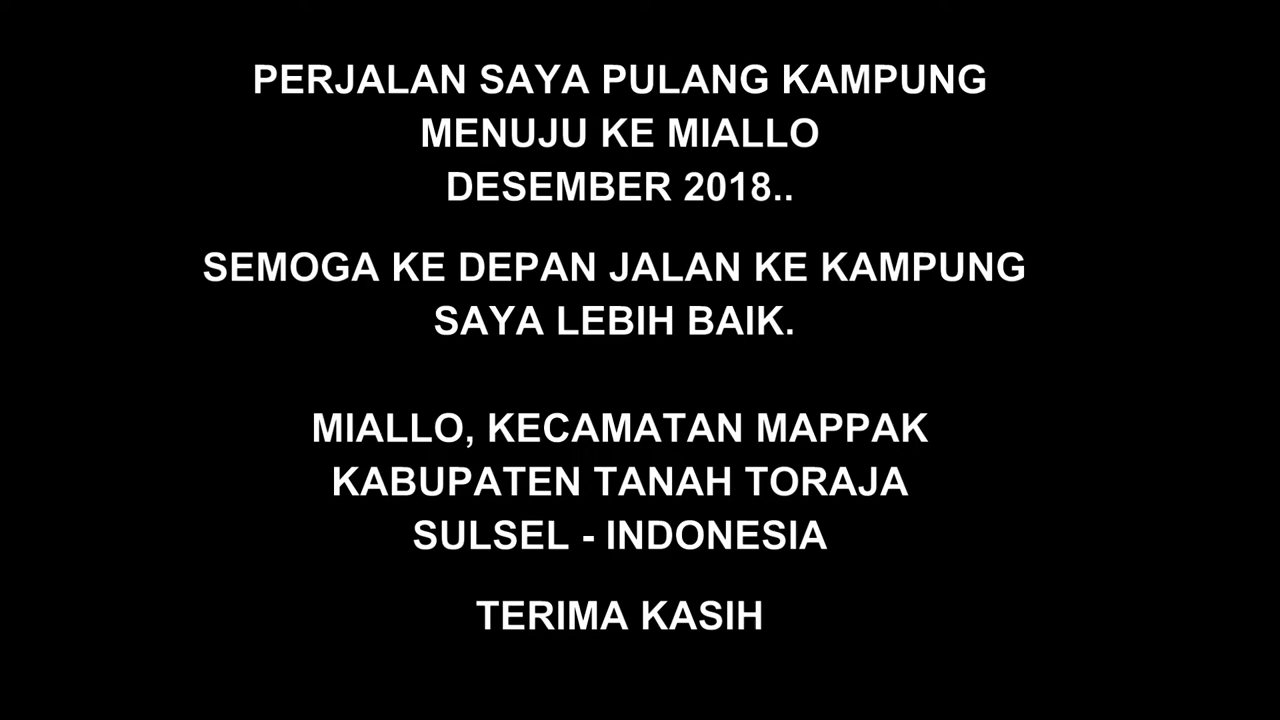 PERJALAN SAYA PULANG KAMPUNG
MENUJU KE MIALLO
DESEMBER 2018..
SEMOGA KE DEPAN JALAN KE KAMPUNG
SAYA LEBIH BAIK.
MIALLO, KECAMATAN MAPPAK
KABUPATEN TANAH TORAJA
SULSEL - INDONESIA
TERIMA KASIH